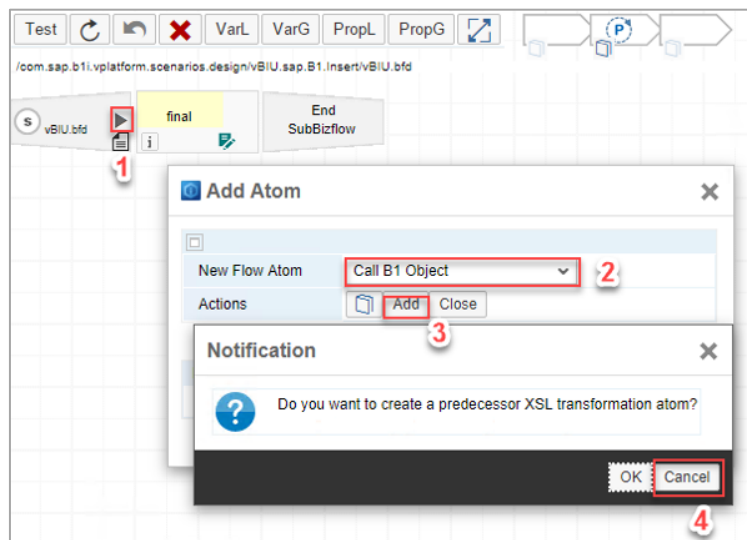 Test VarL VarG PropL PropG
P
/com.sap.b1i.vplatform.scenarios.design/vBIU.sap.B1.Insert/vBIU.bfd
S vBIU.bfd
1
final
i
End
SubBizflow
Add Atom
New Flow Atom Call B1 Object 2
Actions Add Close
3
Notification
Do you want to create a predecessor XSL transformation atom?
OK Cancel
4